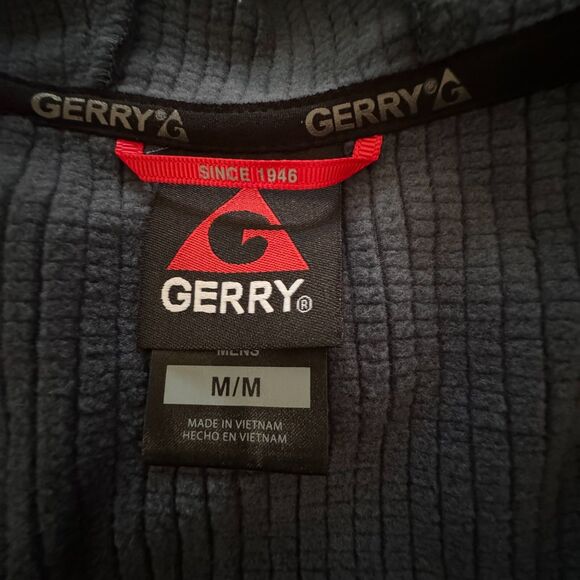 GERRY®
GERRY®
SINCE 1946
GERRY®
MENS
M/M
MADE IN VIETNAM
HECHO EN VIETNAM